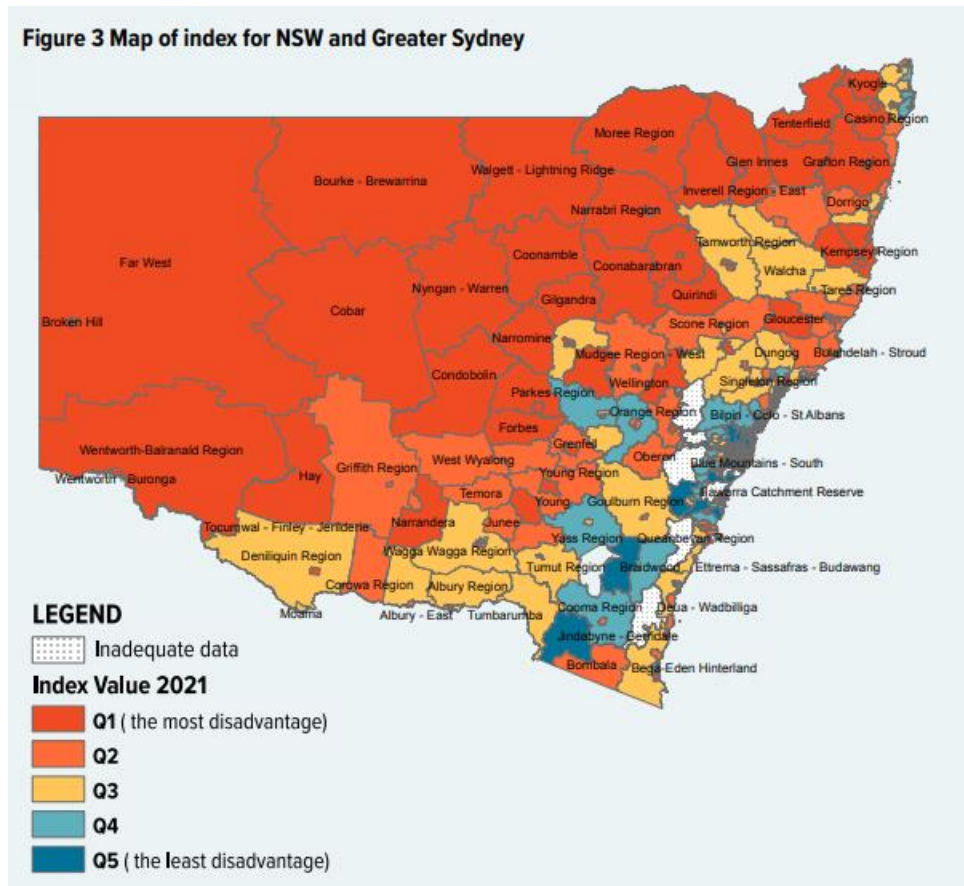 Figure 3 Map of index for NSW and Greater Sydney
Kyogle
Tenterfield
Casino Region
Moree Region
Glen Innes
Grafton Region
Walgett - Lightning Ridge
Bourke - Brewarrina
Inverell Region - East
Dorrigo
Narrabri Region
Tamworth Region
Kempsey Region
Coonamble
Far West
Coonabarabran
Walcha
Nyngan - Warren
Taree Region
Quirindi
Gilgandra
Cobar
Broken Hill
Scone Region
Gloucester
Narromine
Mudgee Region - West
Dungog
Bulahdelah - Stroud
Condobolin
Wellington
Singleton Region
Parkes Region
Orange Region
Bilpin - Colo - St Albans
Forbes
Grenfell
Wentworth-Balranald Region
Oberon
West Wyalong
Blue Mountains - South
Griffith Region
Young Region
Hay
Wentworth - Buronga
Temora
Illawarra Catchment Reserve
Young
Goulburn Region
Narrandera
Junee
Tocumwal - Finley - Jerilderie
Yass Region
Queanbeyan Region
Wagga Wagga Region
Deniliquin Region
Tumut Region
Braidwood
Ettrema - Sassafras - Budawang
Corowa Region
Albury Region
Moama
Albury - East
Tumbarumba
Cooma Region
Deua - Wadbilliga
Jindabyne - Berridale
Bombala
Bega-Eden Hinterland
LEGEND
Inadequate data
Index Value 2021
Q1 ( the most disadvantage)
Q2
Q3
Q4
Q5 ( the least disadvantage)